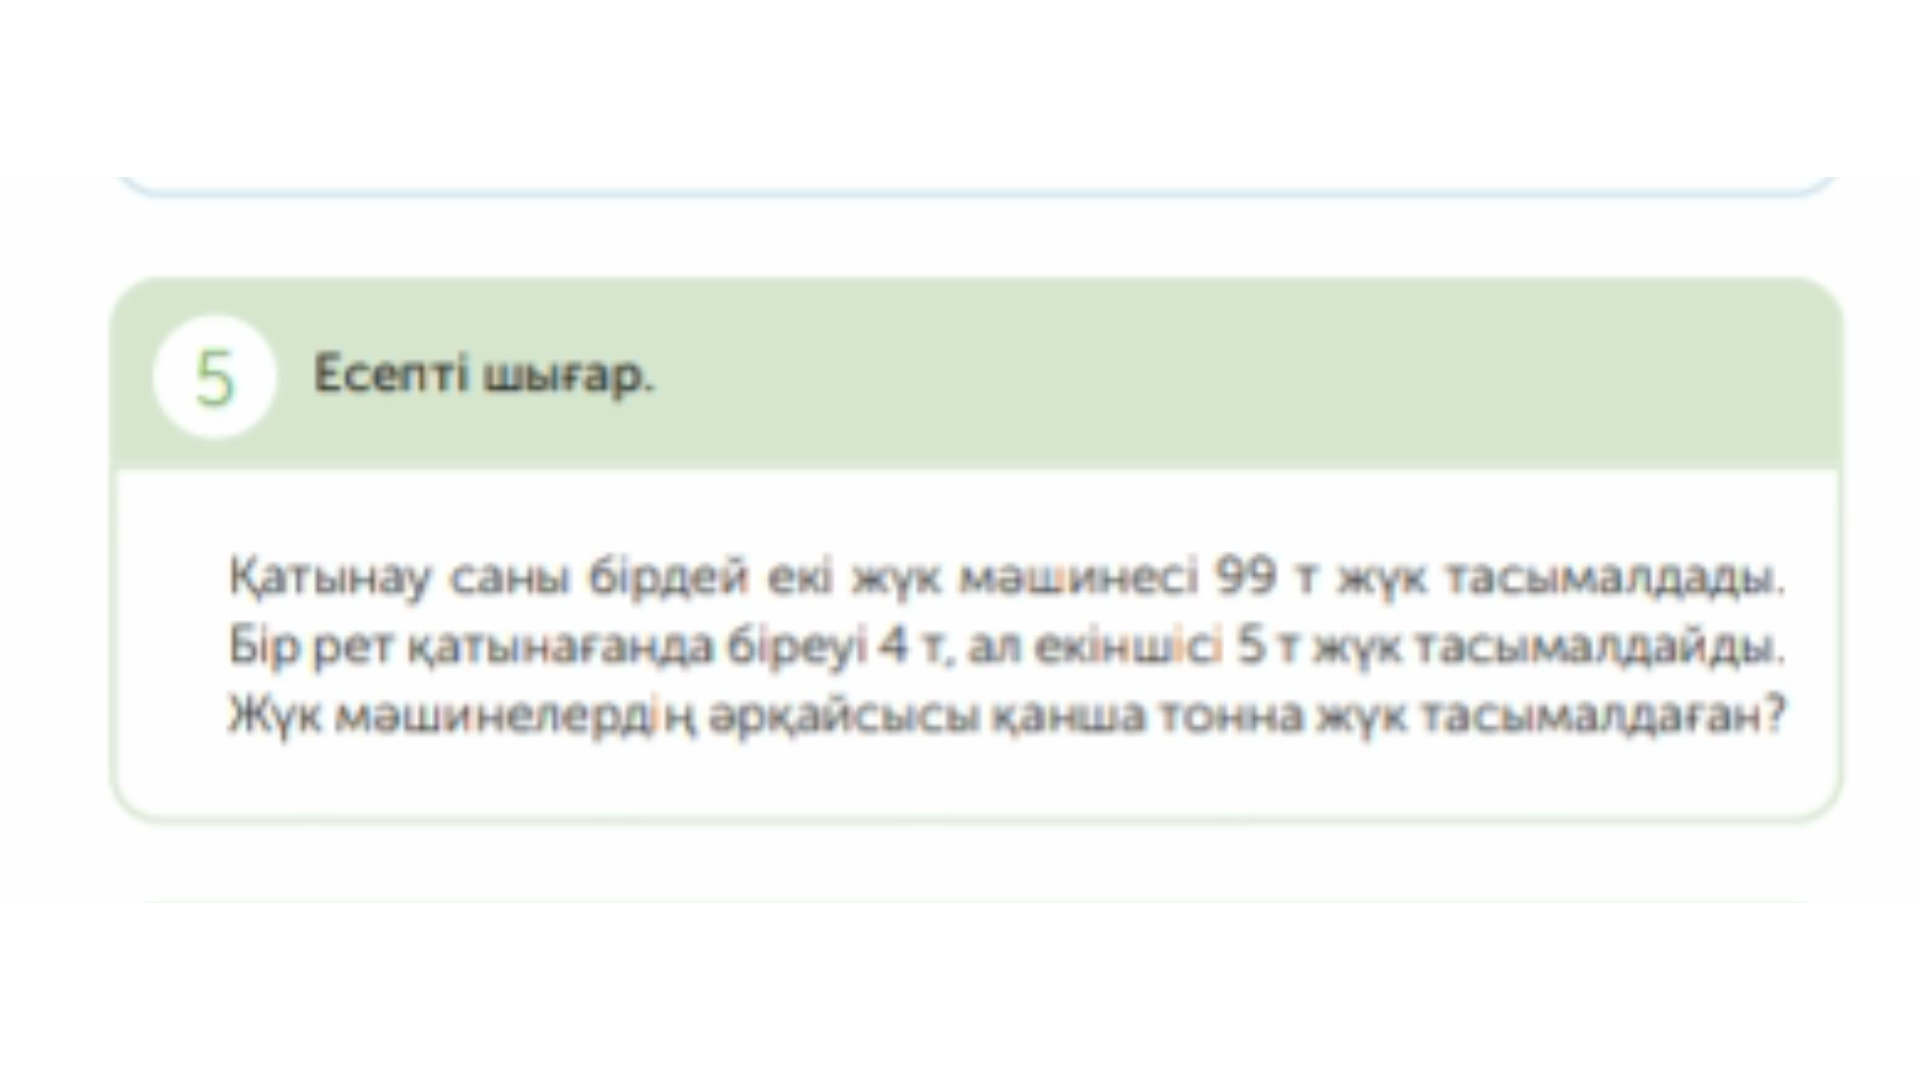 5 Есепті шығар.
Қатынау саны бірдей екі жүк мәшинесі 99 т жүк тасымалдады.
Бір рет қатынағанда біреуі 4 т, ал екіншісі 5 т жүк тасымалдайды.
Жүк мәшинелердің әрқайсысы қанша тонна жүк тасымалдаған?